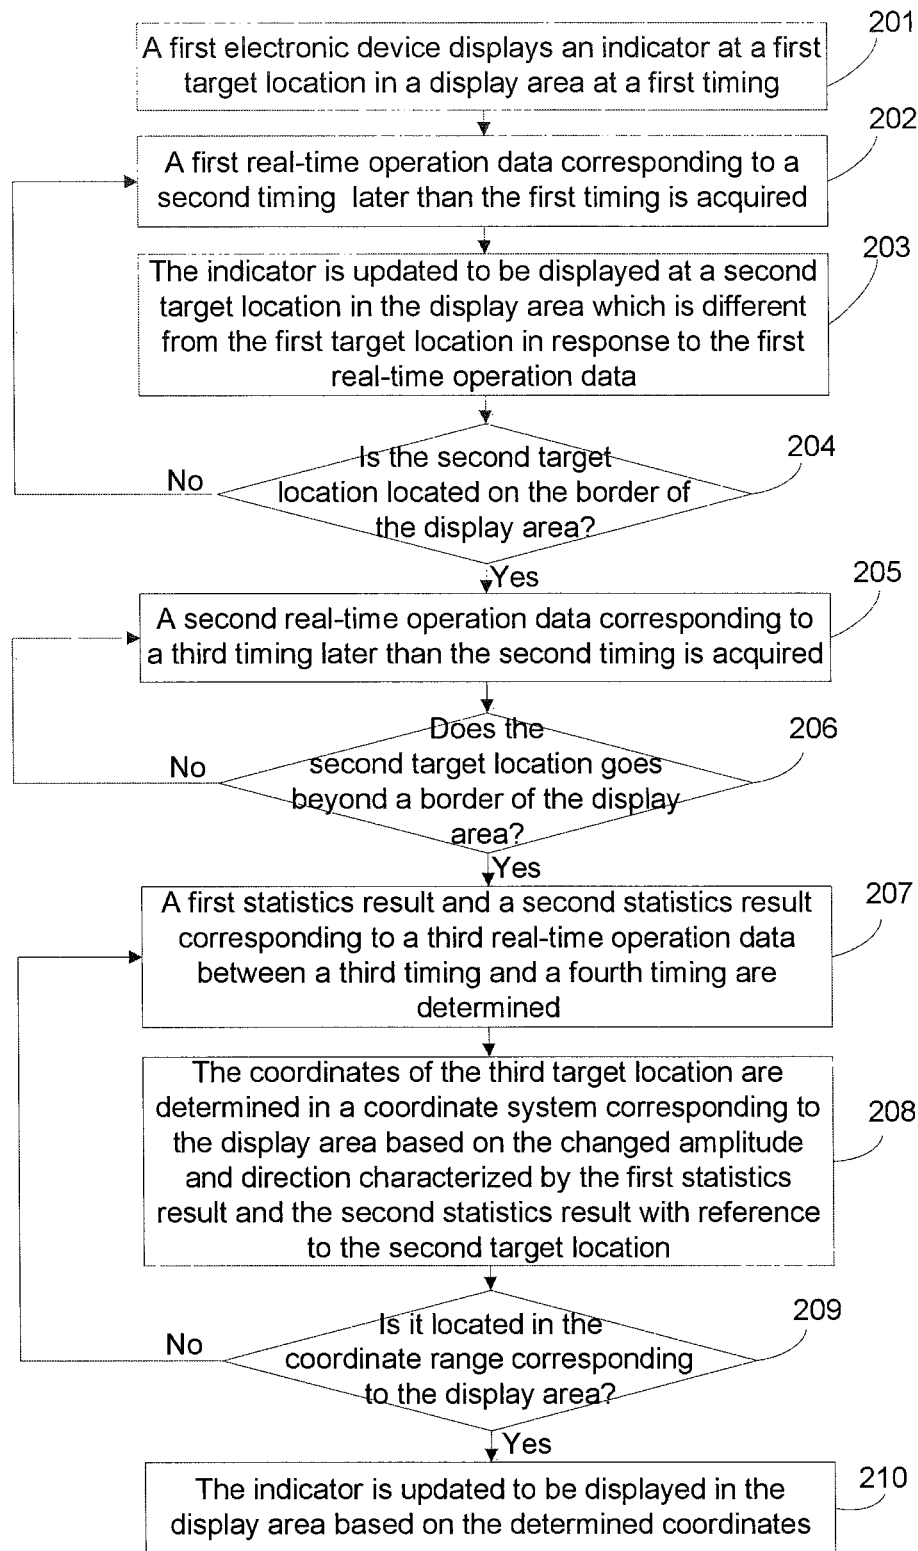 201
A first electronic device displays an indicator at a first
target location in a display area at a first timing
202
A first real-time operation data corresponding to a
second timing later than the first timing is acquired
203
The indicator is updated to be displayed at a second
target location in the display area which is different
from the first target location in response to the first
real-time operation data
204
Is the second target
location located on the border of
the display area?
No
Yes
205
A second real-time operation data corresponding to
a third timing later than the second timing is acquired
206
Does the
second target location goes
beyond a border of the display
area?
No
Yes
207
A first statistics result and a second statistics result
corresponding to a third real-time operation data
between a third timing and a fourth timing are
determined
208
The coordinates of the third target location are
determined in a coordinate system corresponding to
the display area based on the changed amplitude
and direction characterized by the first statistics
result and the second statistics result with reference
to the second target location
209
Is it located in the
coordinate range corresponding
to the display area?
No
Yes
210
The indicator is updated to be displayed in the
display area based on the determined coordinates